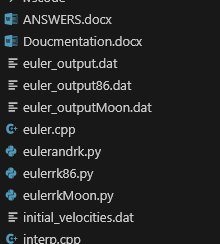 vscode
ANSWERS.docx
Doucmentation.docx
euler_output.dat
euler_output86.dat
euler_outputMoon.dat
euler.cpp
eulerandrk.py
eulerrk86.py
eulerrkMoon.py
initial_velocities.dat
interp.cpp